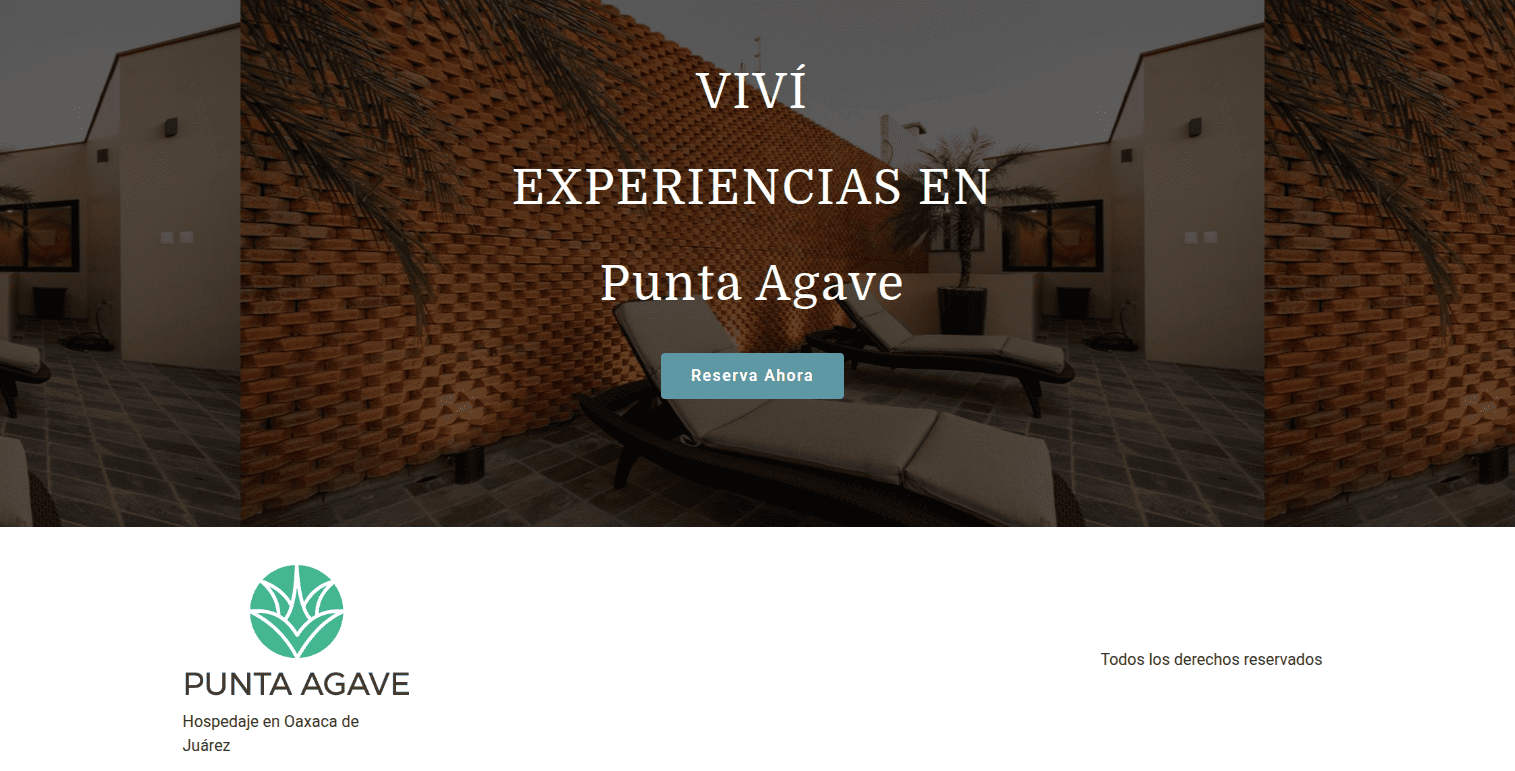 VIVÍ
EXPERIENCIAS EN
Punta Agave
Reserva Ahora
PUNTA AGAVE
Hospedaje en Oaxaca de
Juárez
Todos los derechos reservados